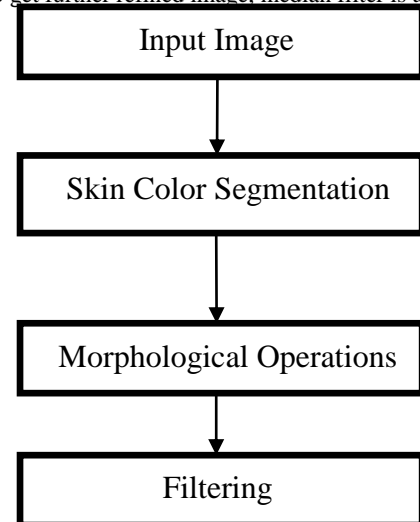 get further refined image, median filter is
Input Image
Skin Color Segmentation
Morphological Operations
Filtering